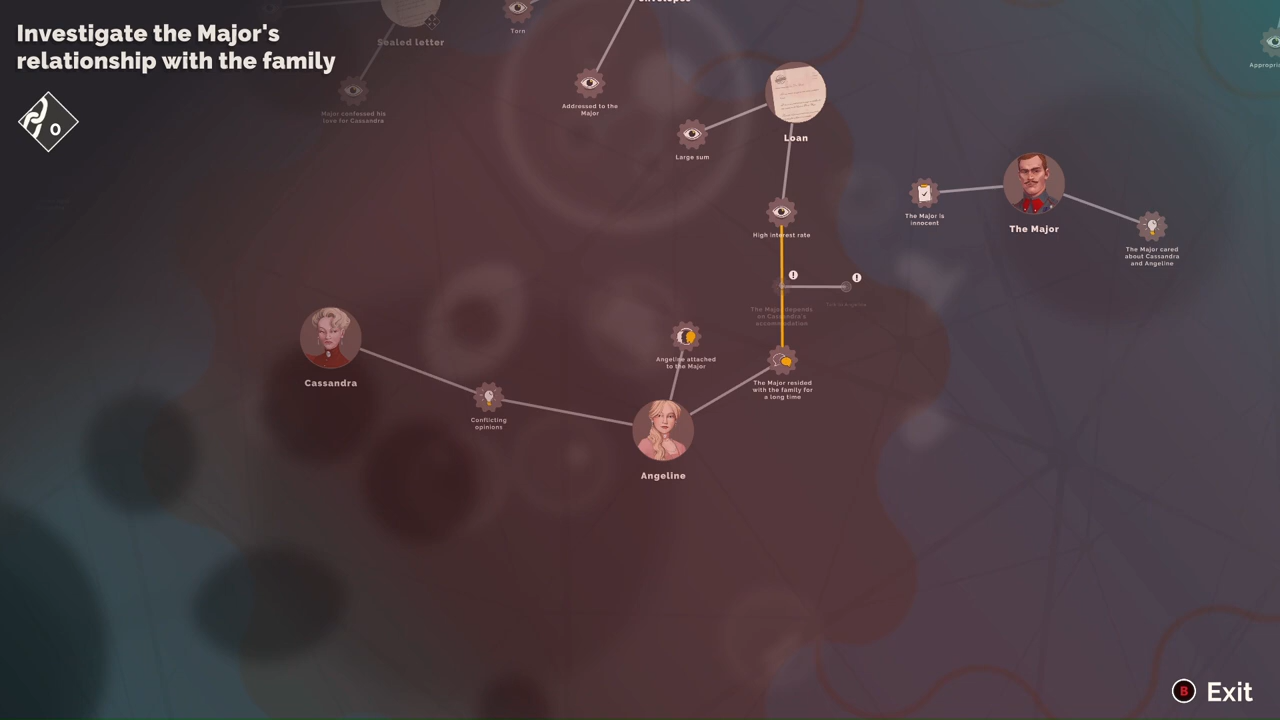 Investigate the Major's
relationship with the family
0
Sealed letter
Major confessed his
love for Cassandra
Torn
envelopes
Addressed to the
Major
Large sum
Loan
High interest rate
The Major is
innocent
The Major
The Major cared
about Cassandra
and Angeline
The Major depends
on Cassandra's
accommodation
Angeline attached
to the Major
The Major resided
with the family for
a long time
Cassandra
Conflicting
opinions
Angeline
B Exit